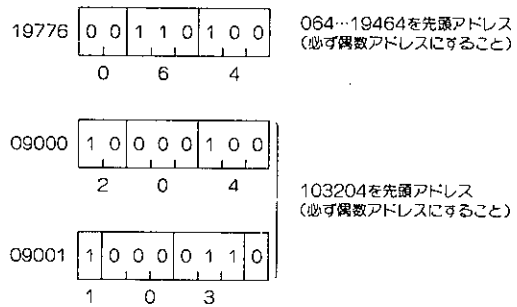 19776 0 0 1 1 0 1 0 0 064…19464を先頭アドレス
(必ず偶数アドレスにすること)
0 6 4
09000 1 0 0 0 0 1 0 0
2 0 4
103204を先頭アドレス
(必ず偶数アドレスにすること)
09001 1 0 0 0 0 1 1 0
1 0 3